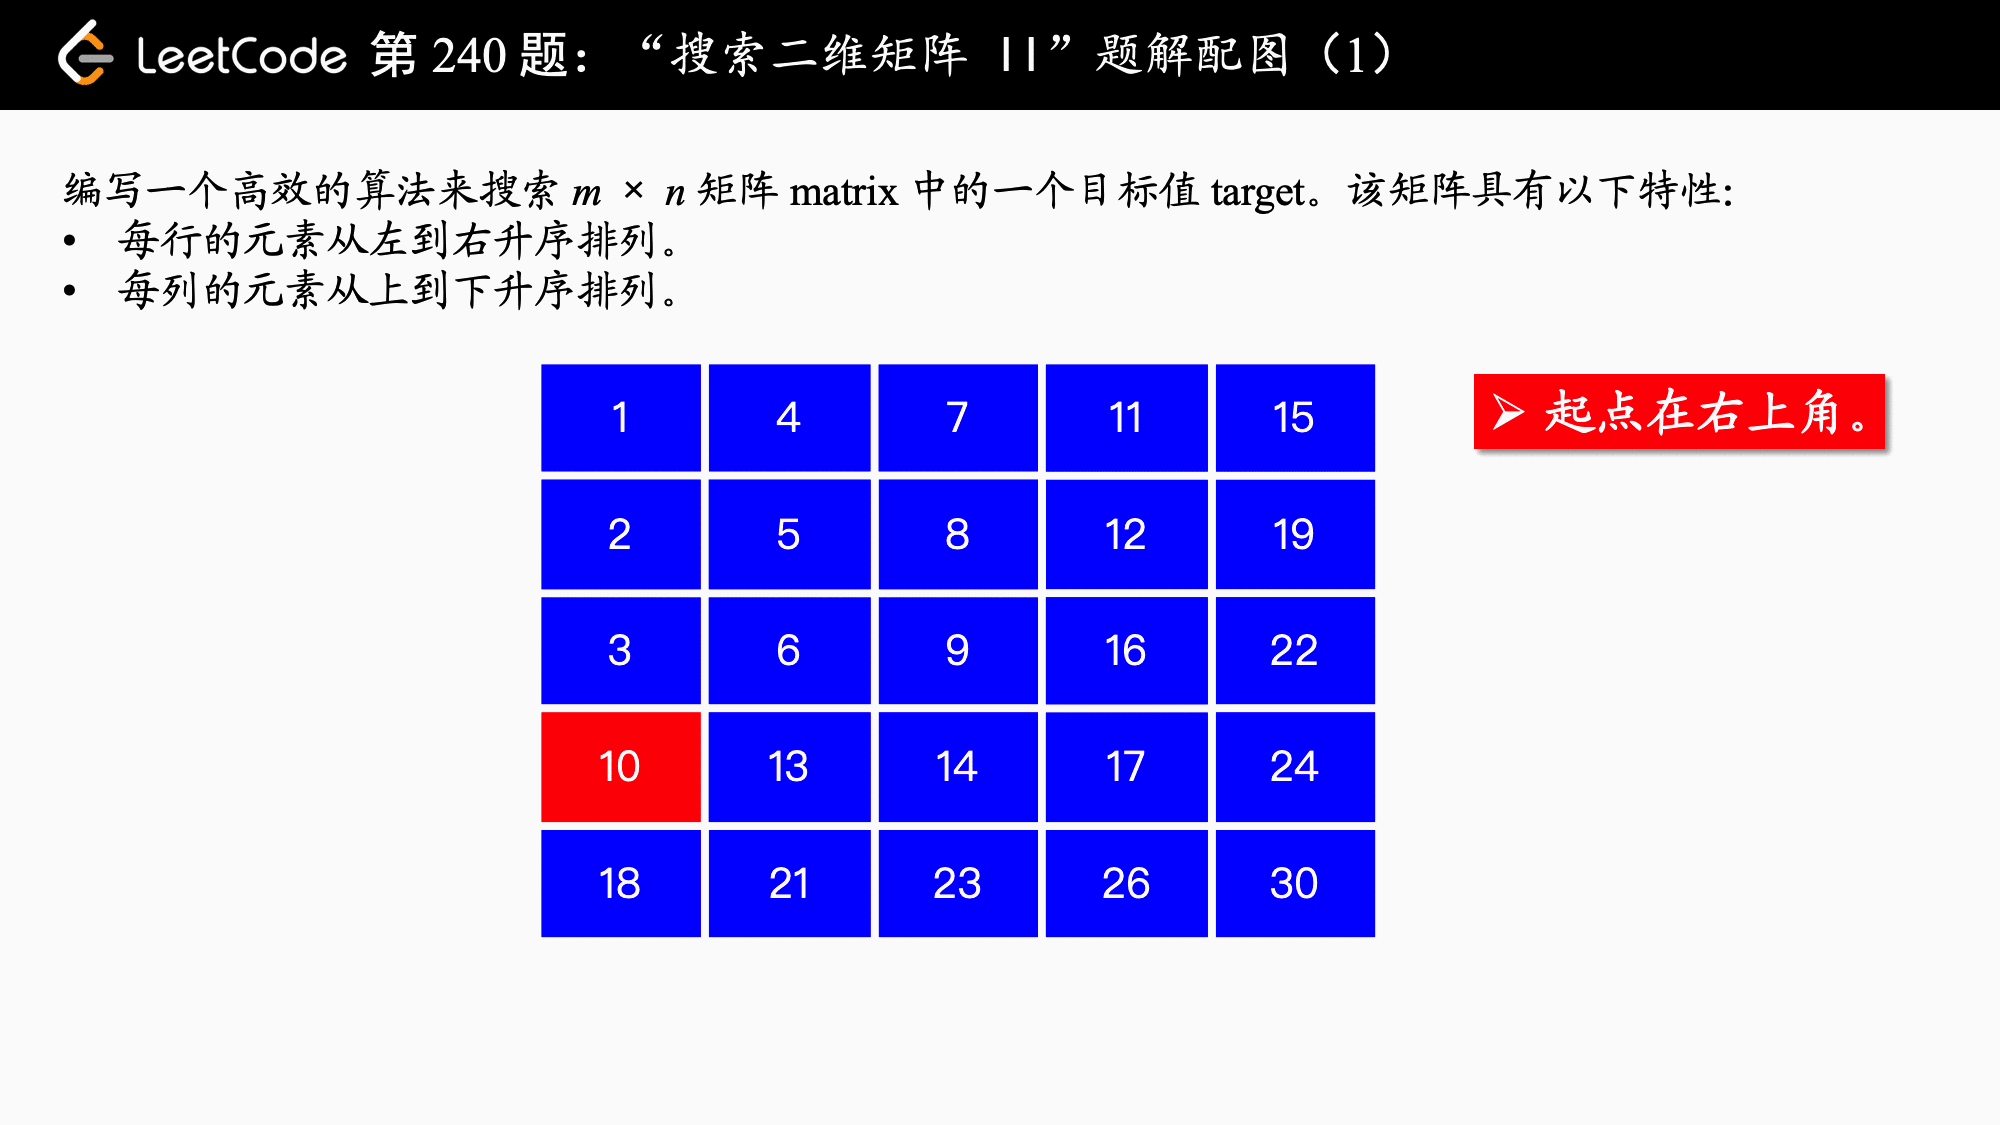 LeetCode 第 240 题：“搜索二维矩阵 II”题解配图（1）
编写一个高效的算法来搜索 m × n 矩阵 matrix 中的一个目标值 target。该矩阵具有以下特性:
• 每行的元素从左到右升序排列。
• 每列的元素从上到下升序排列。
➢ 起点在右上角。
1 4 7 11 15
2 5 8 12 19
3 6 9 16 22
10 13 14 17 24
18 21 23 26 30